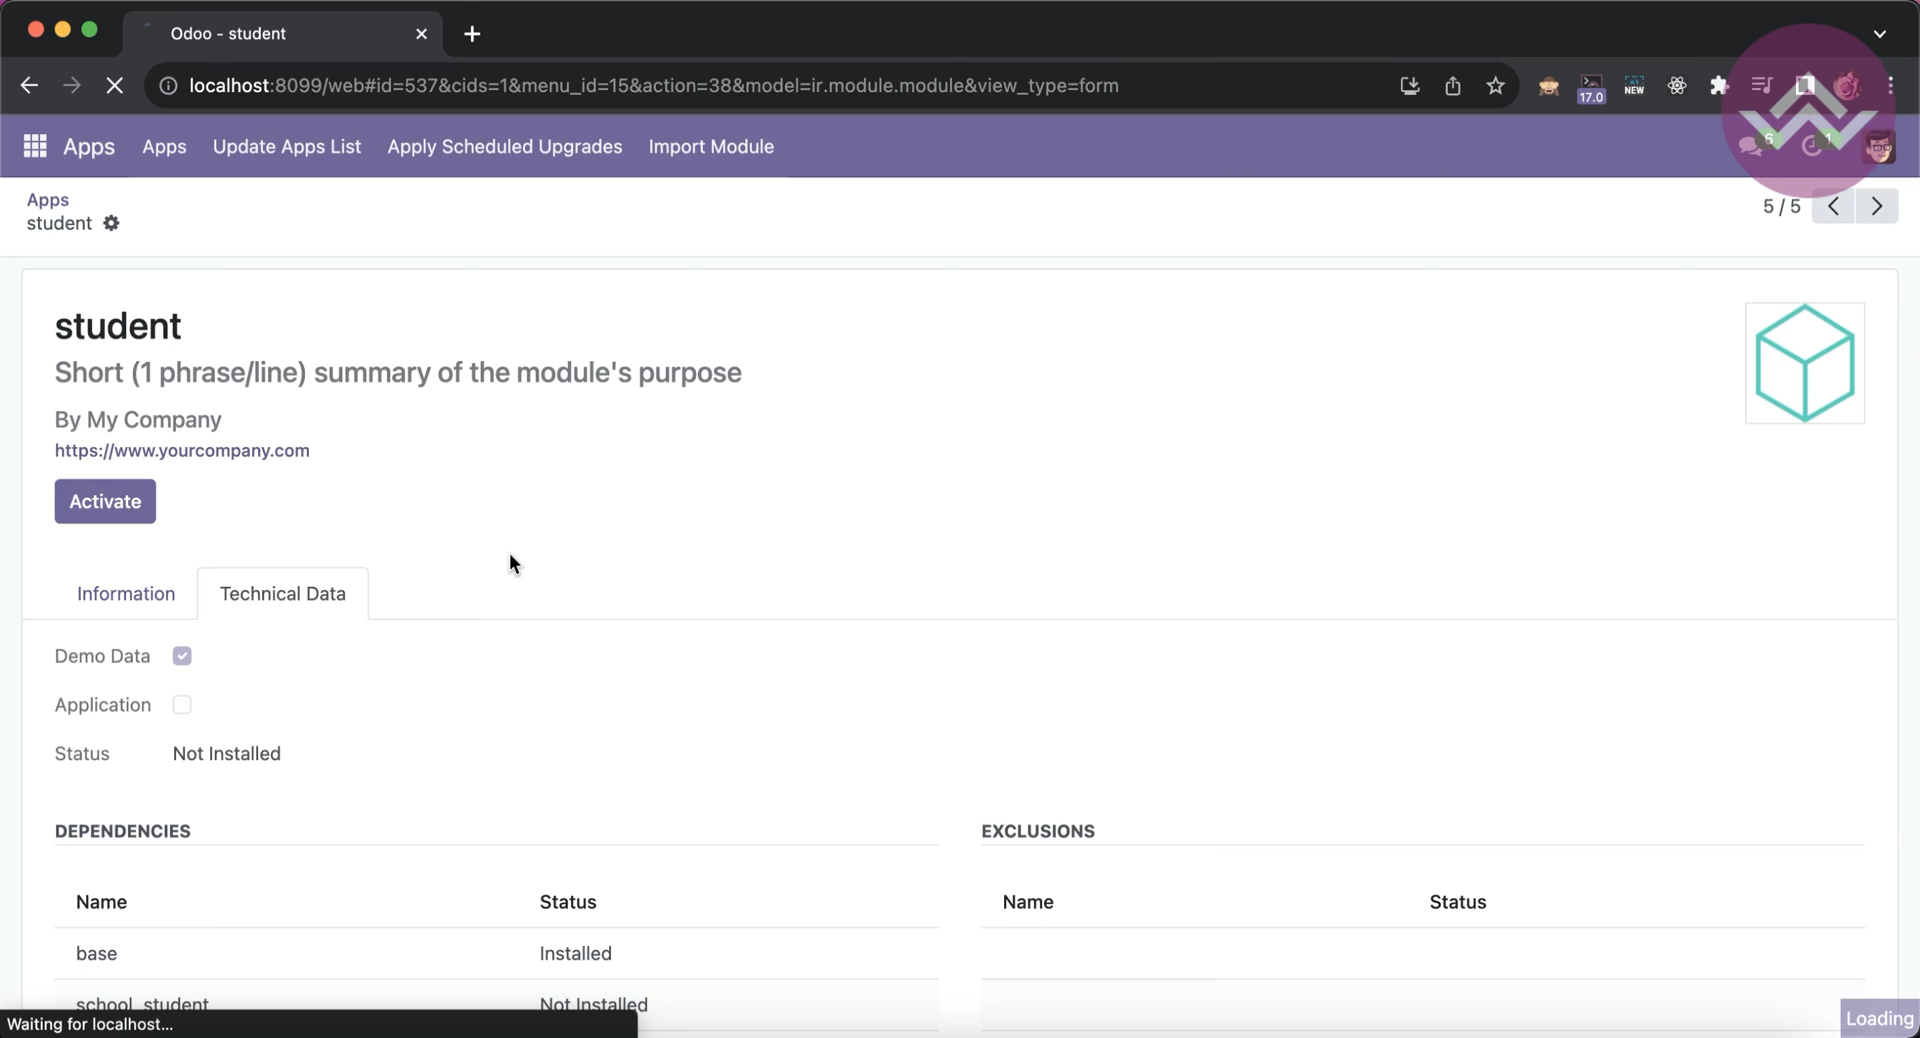 Odoo - student
localhost:8099/web#id=537&cids=1&menu_id=15&action=38&model=ir.module.module&view_type=form
17.0
NEW
Apps
Apps
Update Apps List
Apply Scheduled Upgrades
Import Module
6
1
Apps
student
5 / 5
student
Short (1 phrase/line) summary of the module's purpose
By My Company
https://www.yourcompany.com
Activate
Information
Technical Data
Demo Data
Application
Status
Not Installed
DEPENDENCIES
EXCLUSIONS
Name
Status
Name
Status
base
Installed
school_student
Not Installed
Waiting for localhost...
Loading